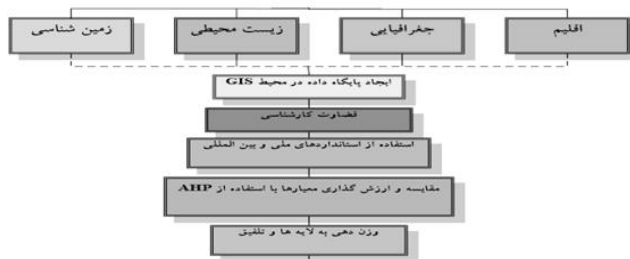 اقلیم
جغرافیایی
زیست محیطی
زمین شناسی
ایجاد پایگاه داده در محیط GIS
قضاوت کارشناسی
استفاده از استانداردهای ملی و بین المللی
مقایسه و ارزش گذاری معیارها با استفاده از AHP
وزن دهی به لایه ها و تلفیق